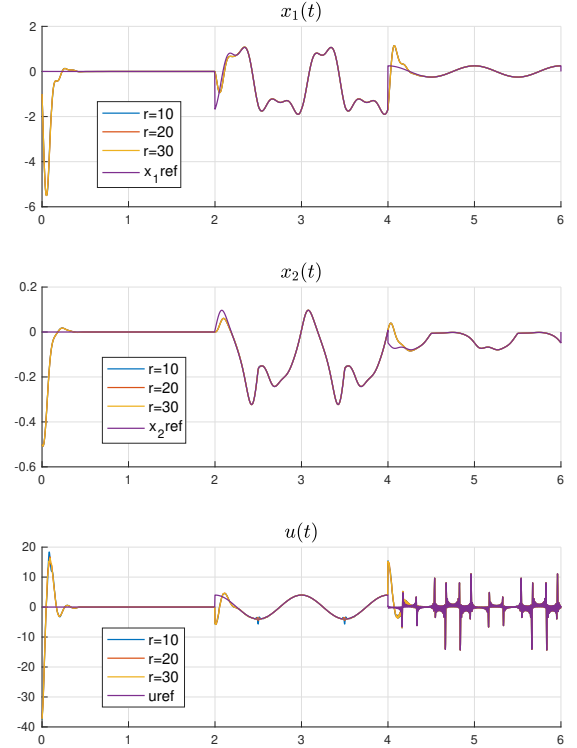 x₁(t)
2
0
-2
-4
-6
r=10
r=20
r=30
x₁ref
0 1 2 3 4 5 6
x₂(t)
0.2
0
-0.2
-0.4
-0.6
r=10
r=20
r=30
x₂ref
0 1 2 3 4 5 6
u(t)
20
10
0
-10
-20
-30
-40
r=10
r=20
r=30
uref
0 1 2 3 4 5 6